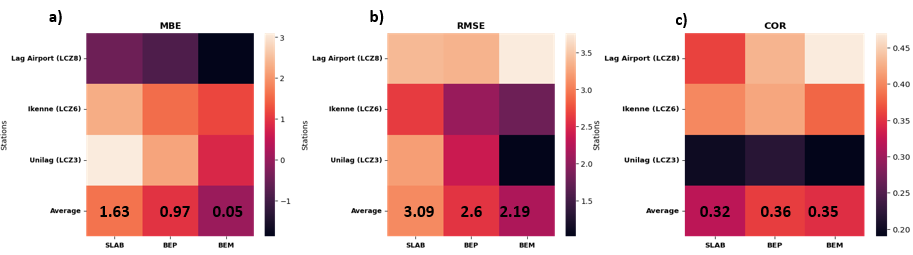 a)
MBE
Stations
Lag Airport (LCZ8)
Ikenne (LCZ6)
Unilag (LCZ3)
Average
1.63 0.97 0.05
SLAB BEP BEM
3
2
1
0
−1
b)
RMSE
Stations
Lag Airport (LCZ8)
Ikenne (LCZ6)
Unilag (LCZ3)
Average
3.09 2.6 2.19
SLAB BEP BEM
3.5
3.0
2.5
2.0
1.5
c)
COR
Stations
Lag Airport (LCZ8)
Ikenne (LCZ6)
Unilag (LCZ3)
Average
0.32 0.36 0.35
SLAB BEP BEM
0.45
0.40
0.35
0.30
0.25
0.20